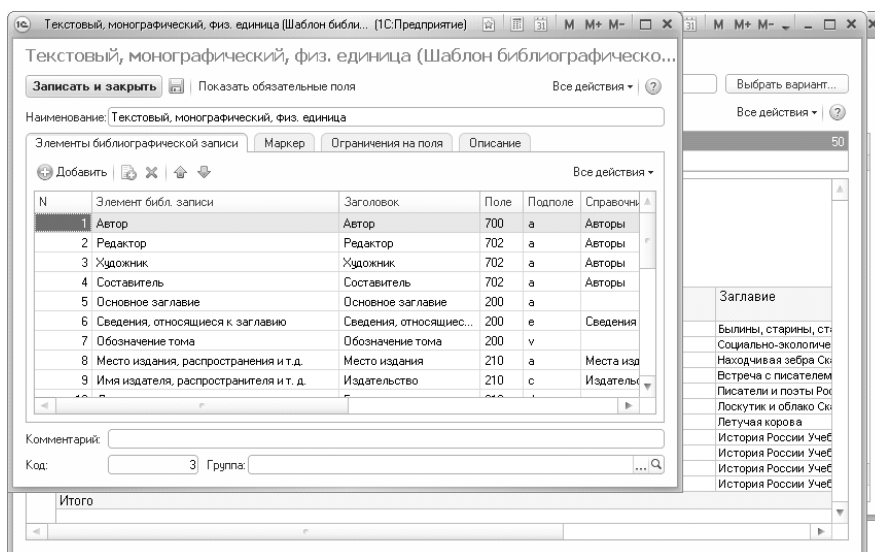 Текстовый, монографический, физ. единица (Шаблон библи... (1С:Предприятие) M M+ M- M M+ M-
Текстовый, монографический, физ. единица (Шаблон библиографическо...
Записать и закрыть Показать обязательные поля Все действия Выбрать вариант...
Наименование: Текстовый, монографический, физ. единица Все действия
Элементы библиографической записи Маркер Ограничения на поля Описание 50
Добавить Все действия
N Элемент библ. записи Заголовок Поле Подполе Справочн
1 Автор Автор 700 a Авторы
2 Редактор Редактор 702 a Авторы
3 Художник Художник 702 a Авторы
4 Составитель Составитель 702 a Авторы
5 Основное заглавие Основное заглавие 200 a
6 Сведения, относящиеся к заглавию Сведения, относящиес... 200 e Сведения
7 Обозначение тома Обозначение тома 200 v
8 Место издания, распространения и т.д. Место издания 210 a Места изд
9 Имя издателя, распространителя и т. д. Издательство 210 c Издательс
Комментарий:
Код: 3 Группа: ...
Заглавие
Былины, старины, ст
Социально-экологиче
Находчивая зебра Ск
Встреча с писателем
Писатели и поэты Рос
Лоскутик и облако Ск
Летучая корова
История России Учеб
История России Учеб
История России Учеб
История России Учеб
Итого